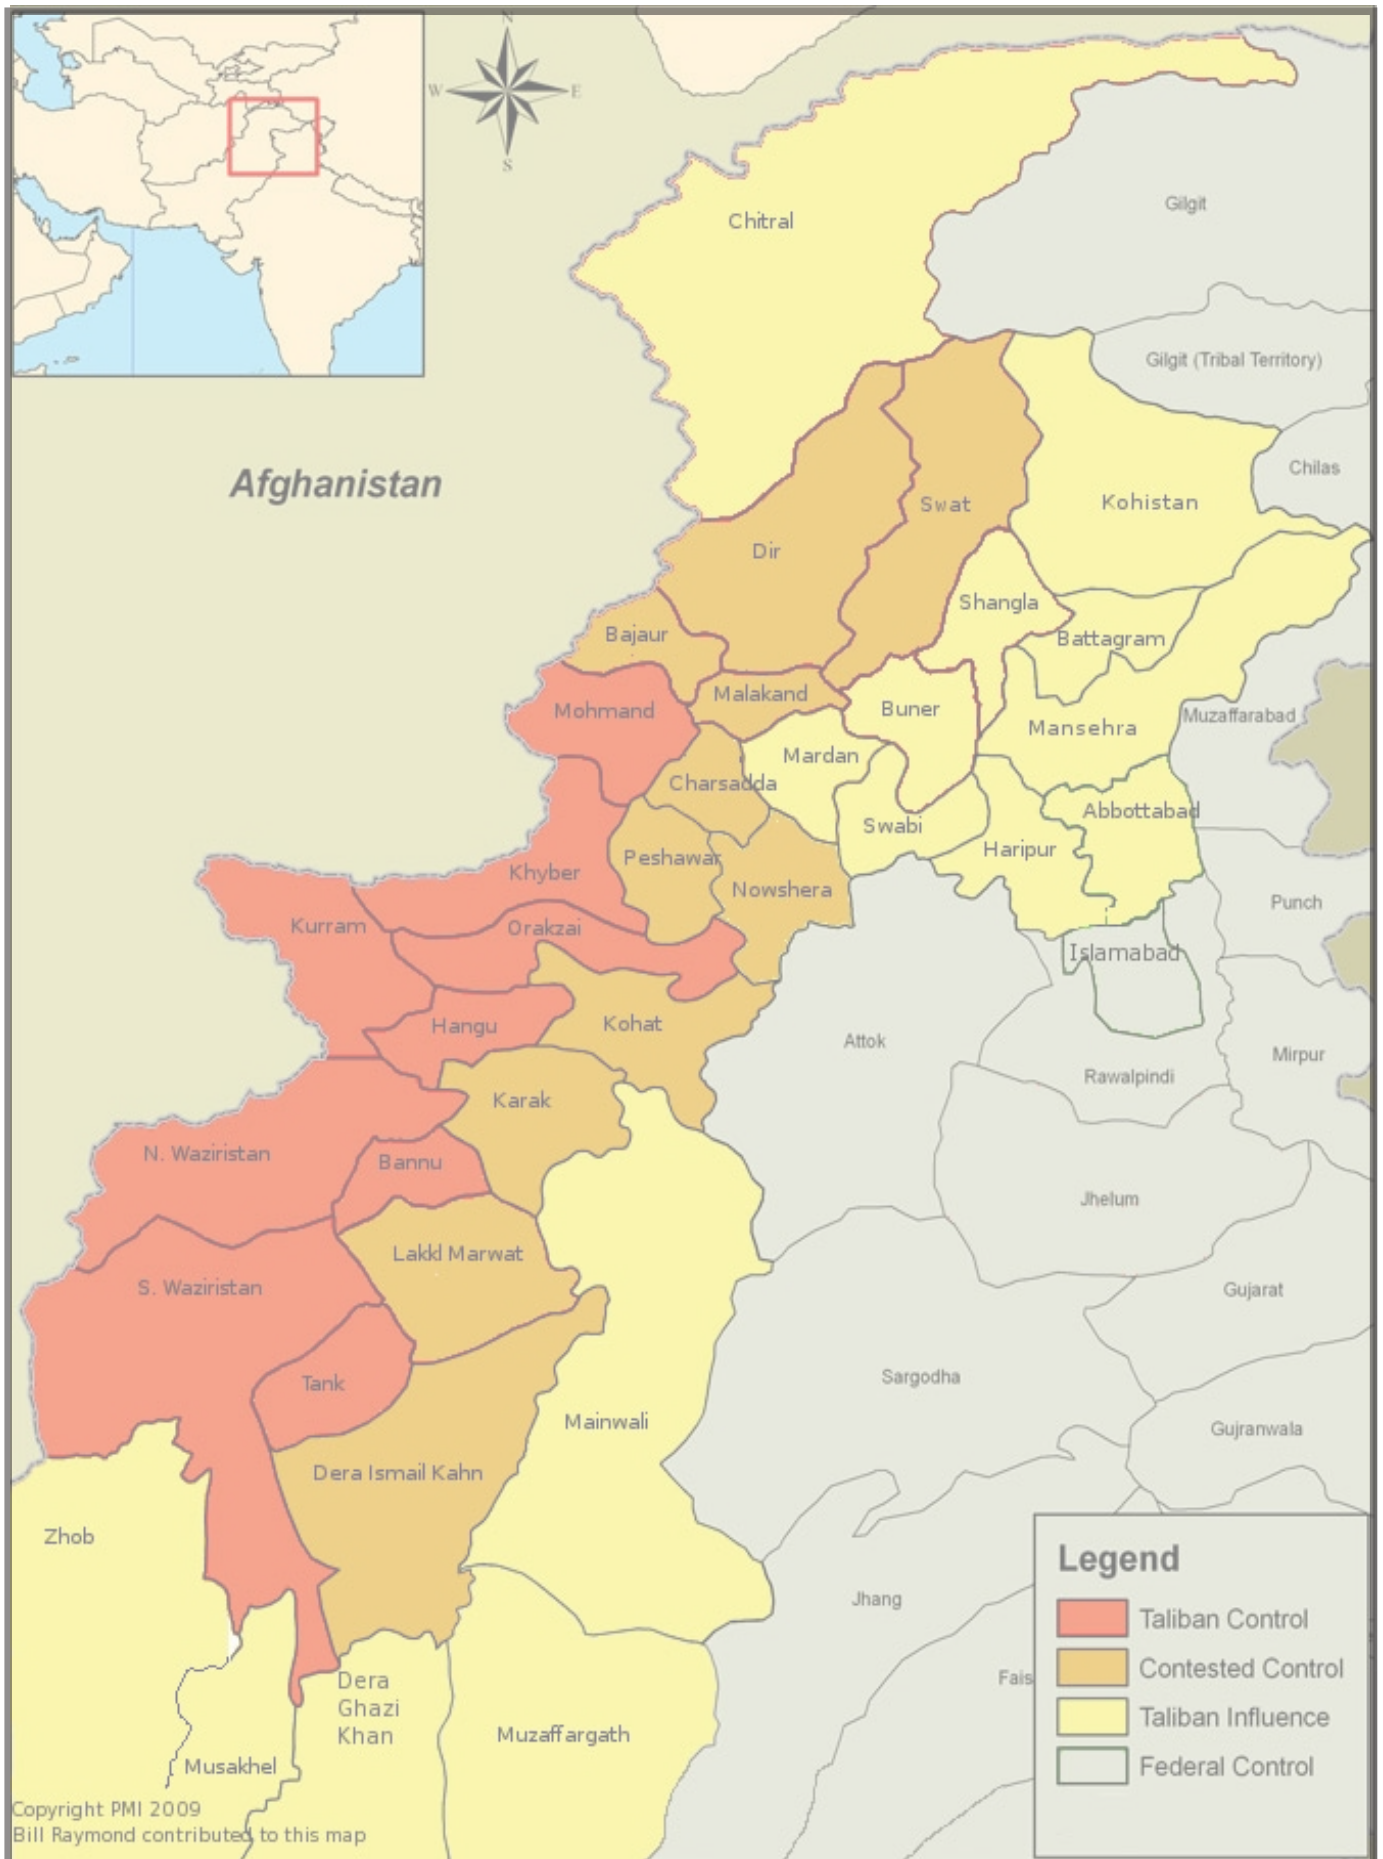 N
W
E
S
Gilgit
Chitral
Gilgit (Tribal Territory)
Chilas
Afghanistan
Kohistan
Swat
Dir
Shangla
Bajaur
Battagram
Malakand
Mohmand
Buner
Muzaffarabad
Mansehra
Mardan
Charsadda
Abbottabad
Swabi
Haripur
Peshawar
Khyber
Nowshera
Punch
Kurram
Orakzai
Islamabad
Hangu
Kohat
Attok
Mirpur
Rawalpindi
Karak
N. Waziristan
Bannu
Jhelum
Lakkl Marwat
S. Waziristan
Gujarat
Sargodha
Tank
Mainwali
Gujranwala
Dera Ismail Kahn
Zhob
Jhang
Fais
Dera
Ghazi
Khan
Muzaffargath
Musakhel
Legend
Taliban Control
Contested Control
Taliban Influence
Federal Control
Copyright PMI 2009
Bill Raymond contributed to this map